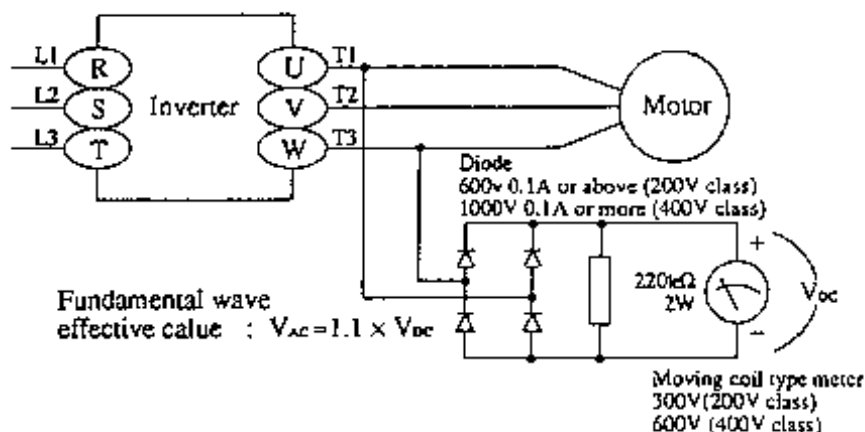 L1 R U T1
L2 S Inverter V T2 Motor
L3 T W T3
Diode
600v 0.1A or above (200V class)
1000V 0.1A or more (400V class)
+
220kΩ
2W
VDC
−
Fundamental wave
effective calue : VAC=1.1 × VDC
Moving coil type meter
300V(200V class)
600V (400V class)